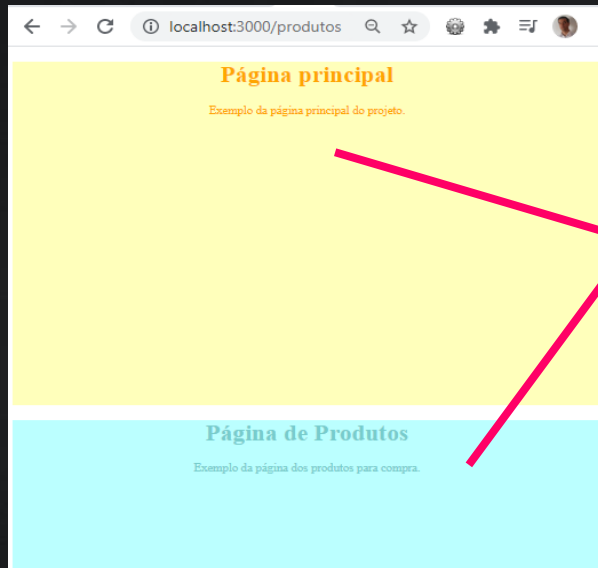 localhost:3000/produtos
Página principal
Exemplo da página principal do projeto.
Página de Produtos
Exemplo da página dos produtos para compra.